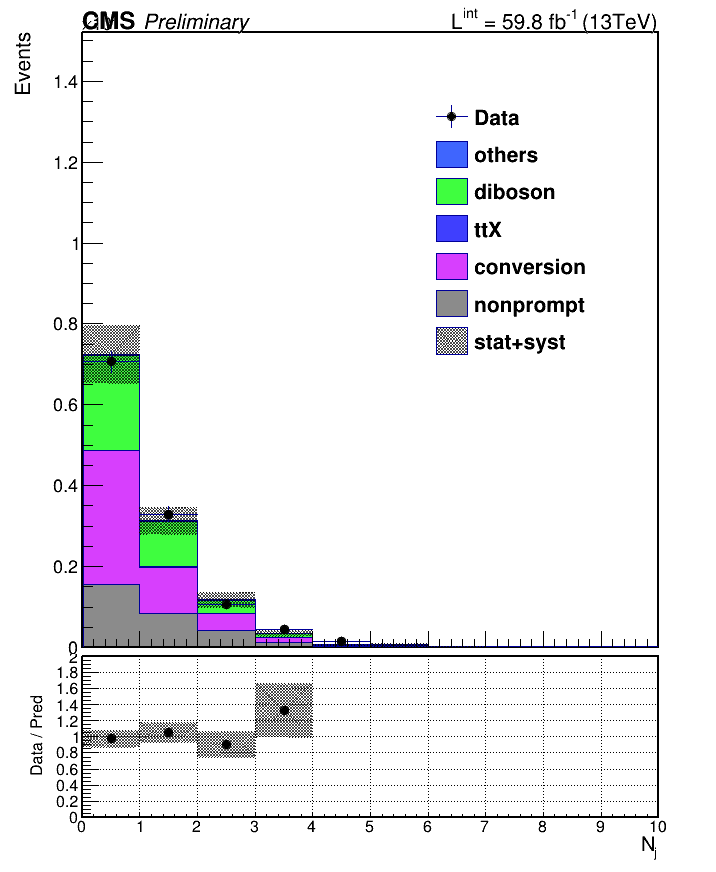 CMS Preliminary L^int = 59.8 fb^-1 (13TeV)
Events
1.4
1.2
1
0.8
0.6
0.4
0.2
0
Data
others
diboson
ttX
conversion
nonprompt
stat+syst
Data / Pred
2
1.8
1.6
1.4
1.2
1
0.8
0.6
0.4
0.2
0
0 1 2 3 4 5 6 7 8 9 10
N_j